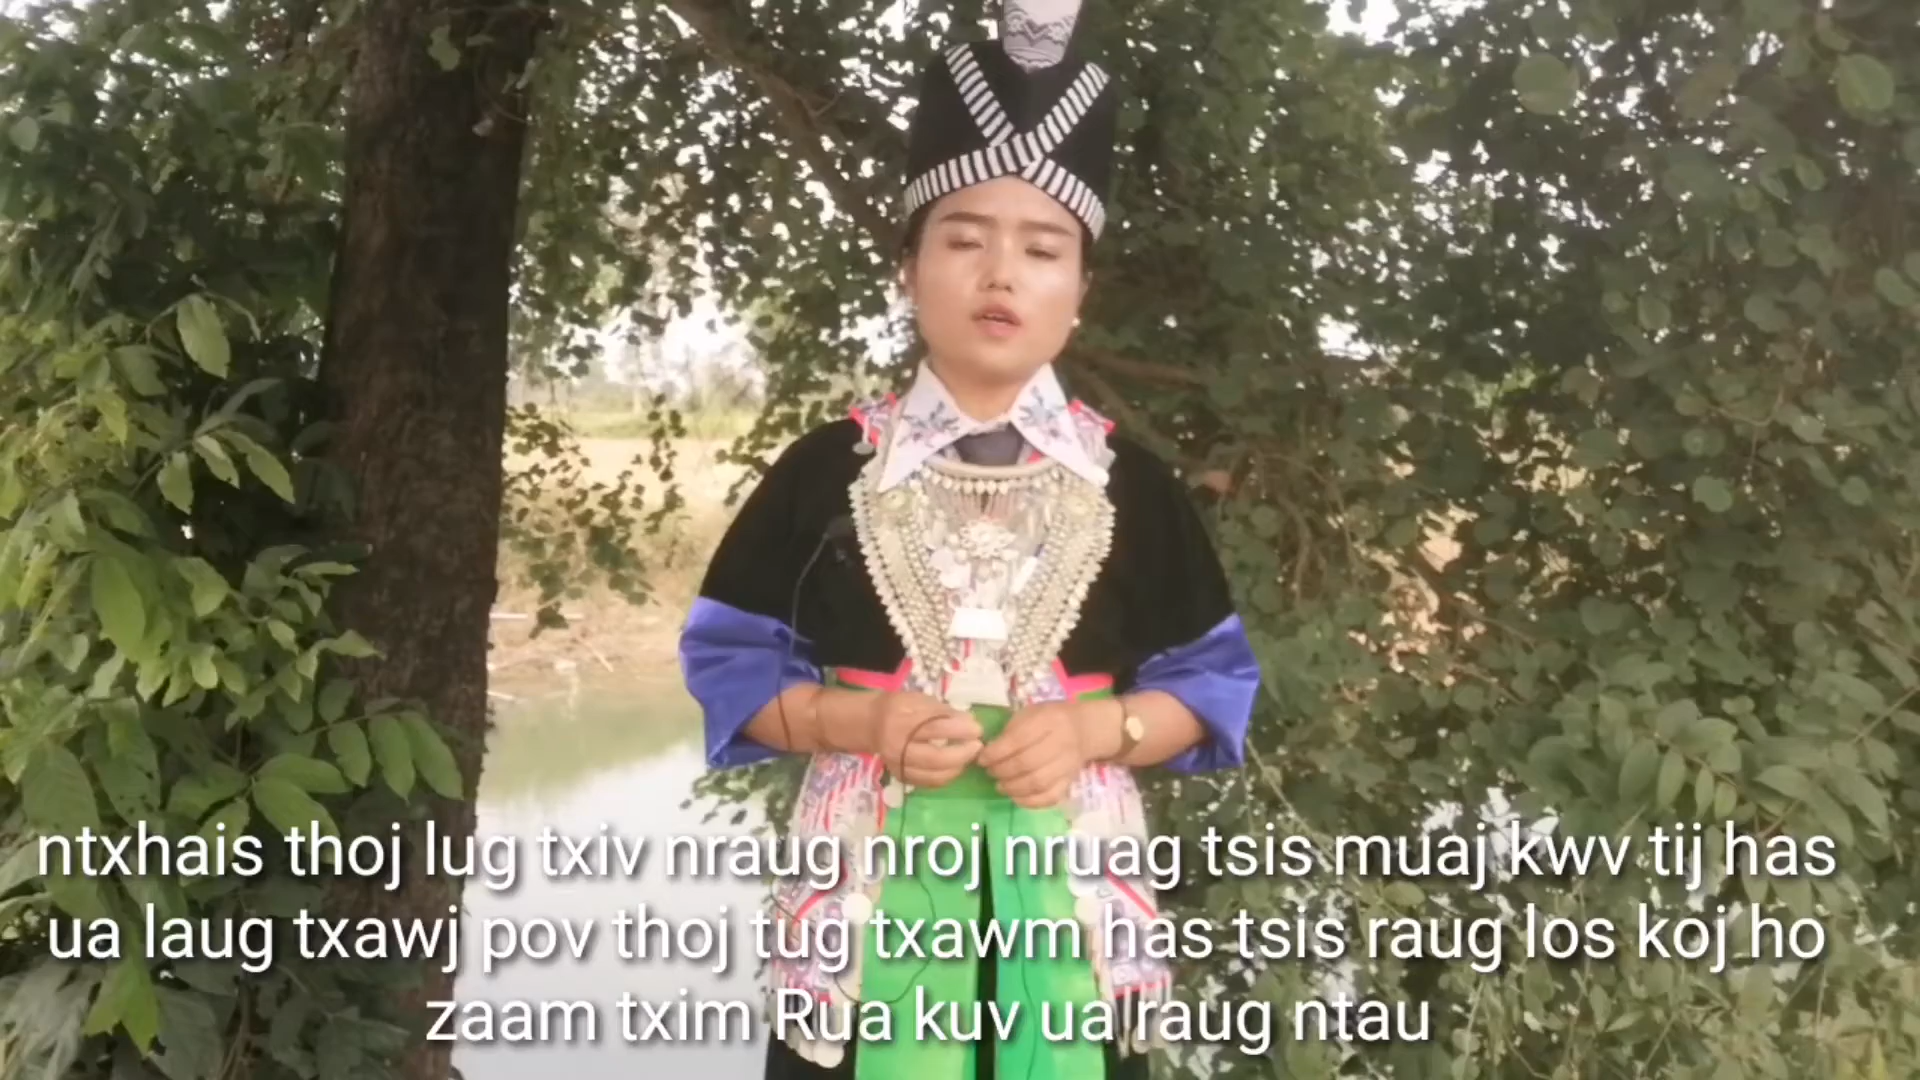 ntxhais thoj lug txiv nraug nroj nruag tsis muaj kwv tij has
ua laug txawj pov thoj tug txawm has tsis raug los koj ho
zaam txim Rua kuv ua raug ntau